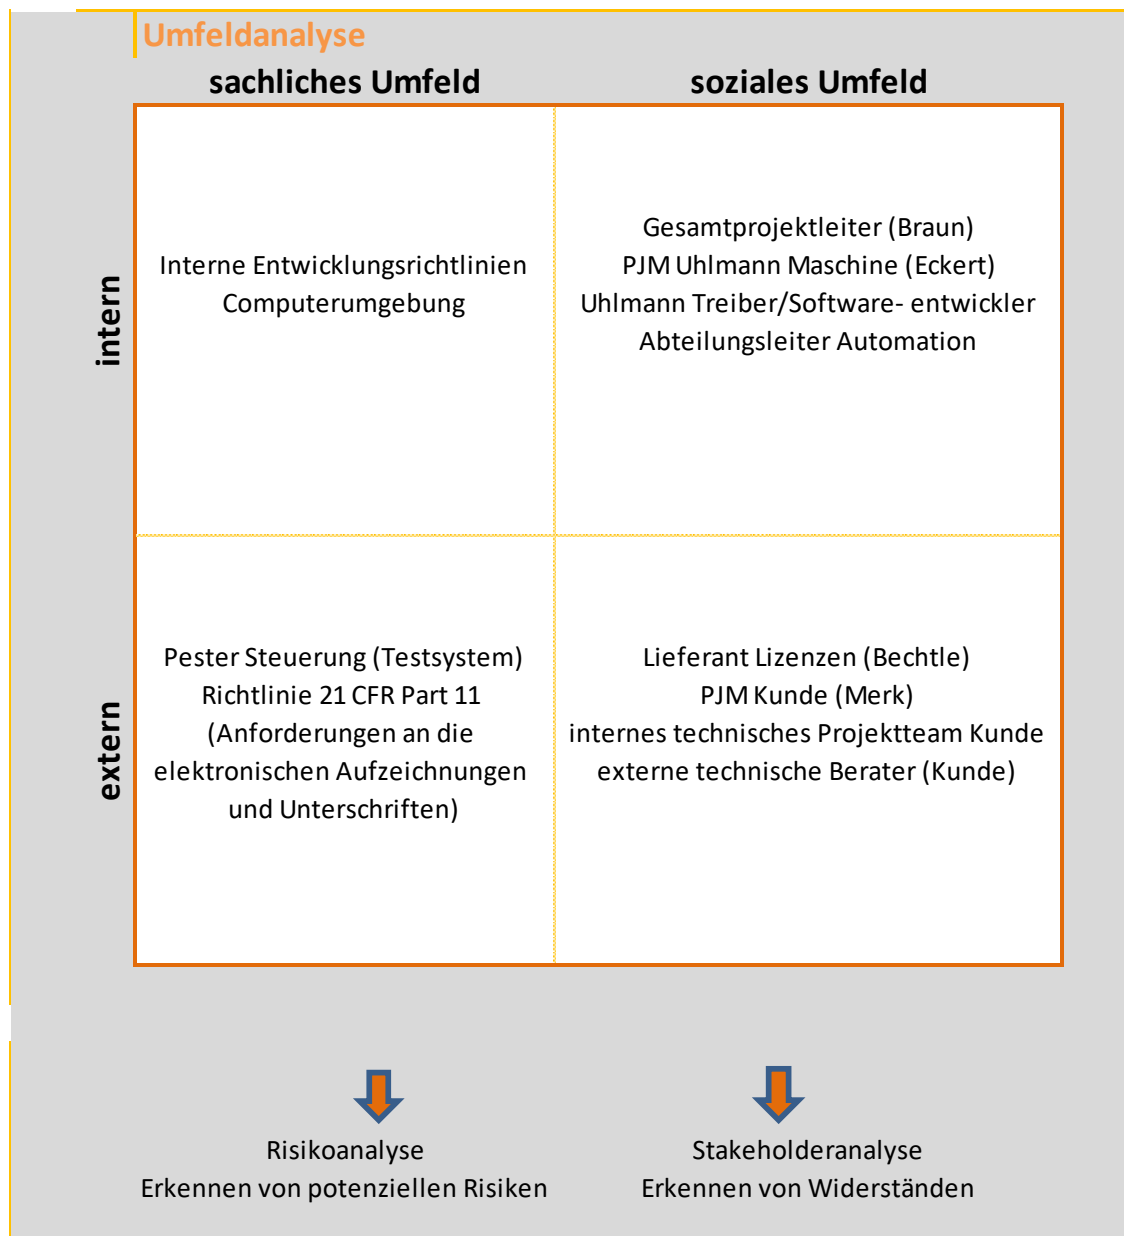 Umfeldanalyse
sachliches Umfeld
soziales Umfeld
intern
Interne Entwicklungsrichtlinien
Computerumgebung
Gesamtprojektleiter (Braun)
PJM Uhlmann Maschine (Eckert)
Uhlmann Treiber/Software- entwickler
Abteilungsleiter Automation
extern
Pester Steuerung (Testsystem)
Richtlinie 21 CFR Part 11
(Anforderungen an die
elektronischen Aufzeichnungen
und Unterschriften)
Lieferant Lizenzen (Bechtle)
PJM Kunde (Merk)
internes technisches Projektteam Kunde
externe technische Berater (Kunde)
Risikoanalyse
Erkennen von potenziellen Risiken
Stakeholderanalyse
Erkennen von Widerständen